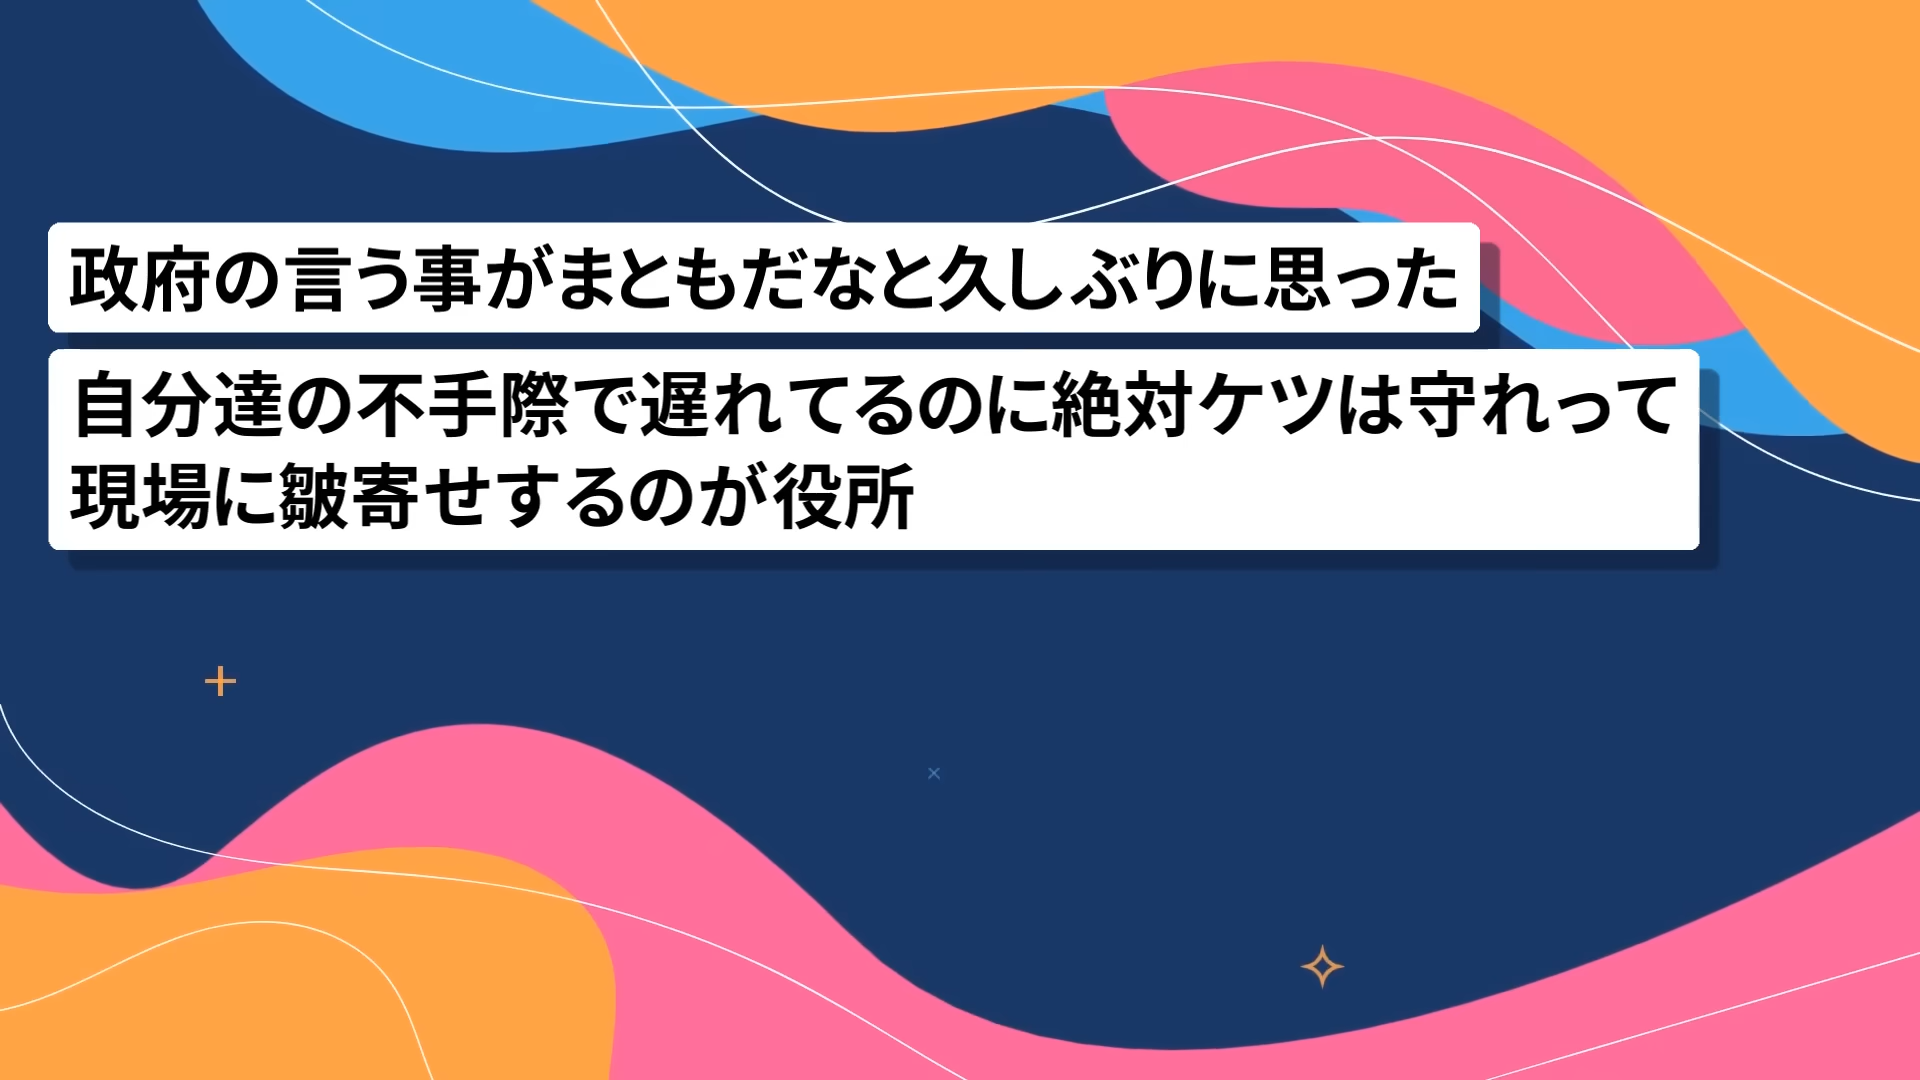 政府の言う事がまともだなと久しぶりに思った
自分達の不手際で遅れてるのに絶対ケツは守れって
現場に皺寄せするのが役所